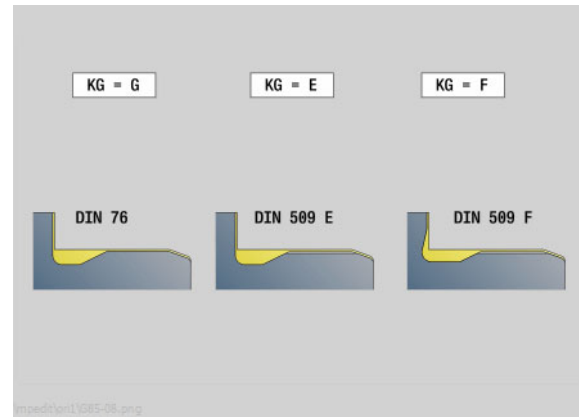 KG = G
KG = E
KG = F
DIN 76
DIN 509 E
DIN 509 F